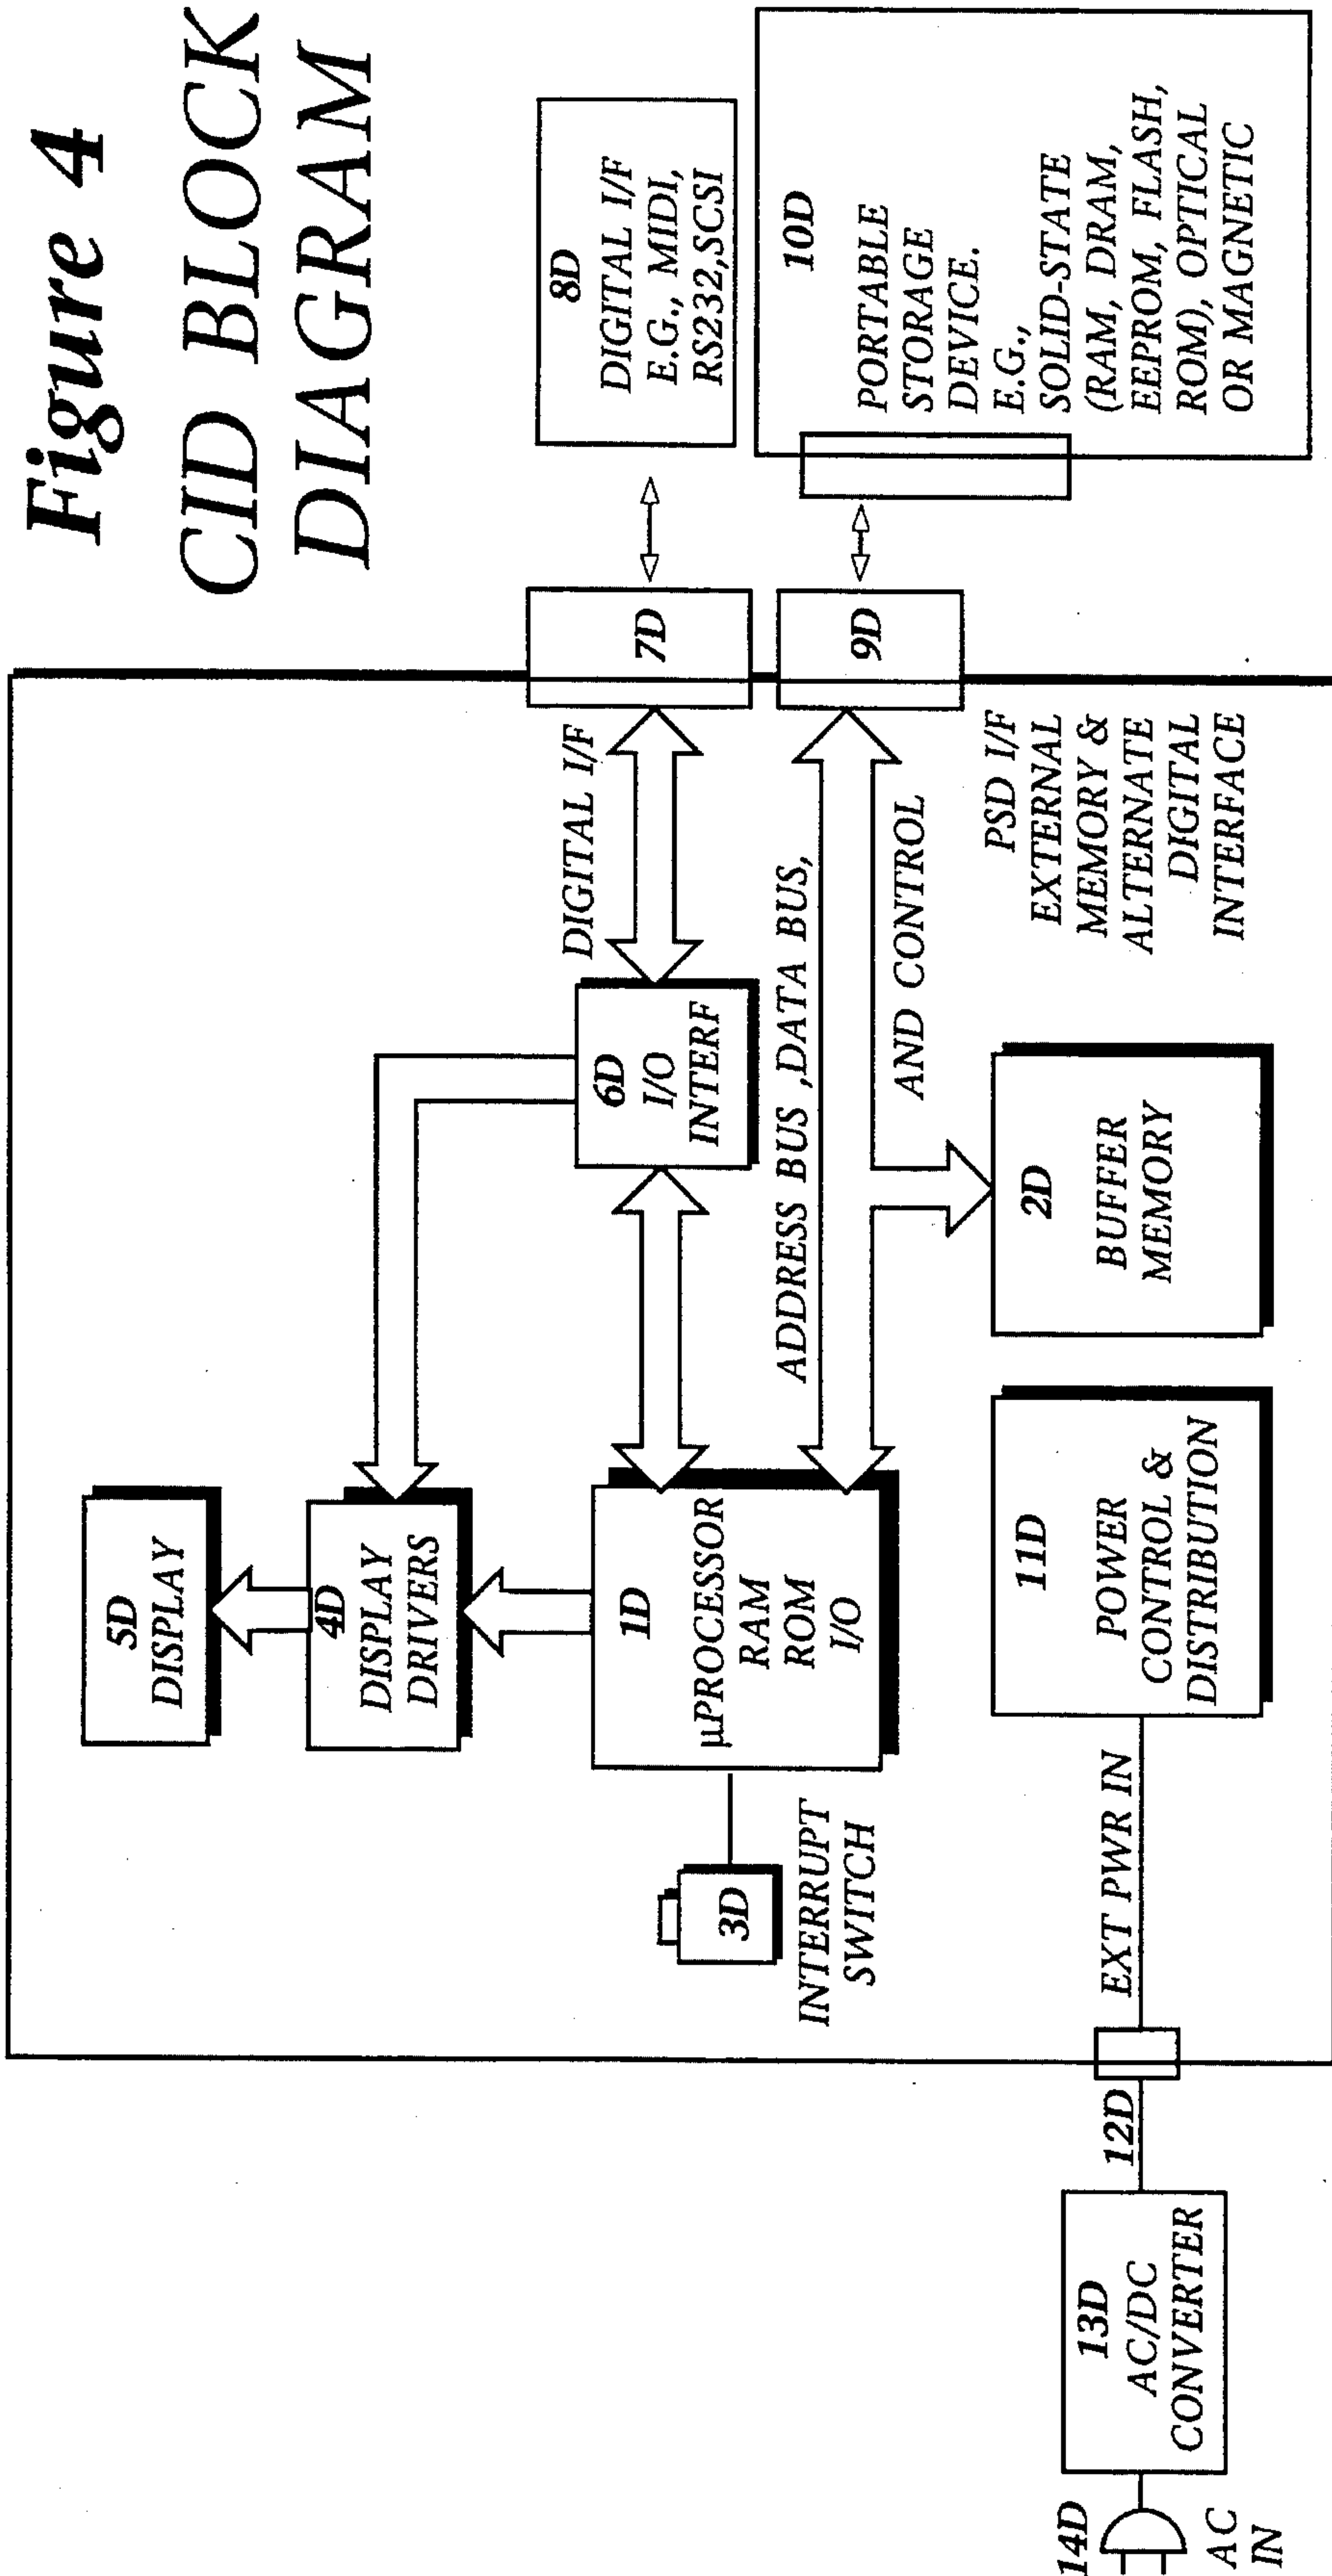 Figure 4
CID BLOCK
DIAGRAM
5D
DISPLAY
4D
DISPLAY
DRIVERS
1D
µPROCESSOR
RAM
ROM
I/O
3D
INTERRUPT
SWITCH
6D
I/O
INTERF
DIGITAL I/F
7D
8D
DIGITAL I/F
E.G., MIDI,
RS232,SCSI
ADDRESS BUS ,DATA BUS,
AND CONTROL
9D
PSD I/F
EXTERNAL
MEMORY &
ALTERNATE
DIGITAL
INTERFACE
10D
PORTABLE
STORAGE
DEVICE.
E.G.,
SOLID-STATE
(RAM, DRAM,
EEPROM, FLASH,
ROM), OPTICAL
OR MAGNETIC
2D
BUFFER
MEMORY
11D
POWER
CONTROL &
DISTRIBUTION
EXT PWR IN
12D
13D
AC/DC
CONVERTER
14D
AC
IN